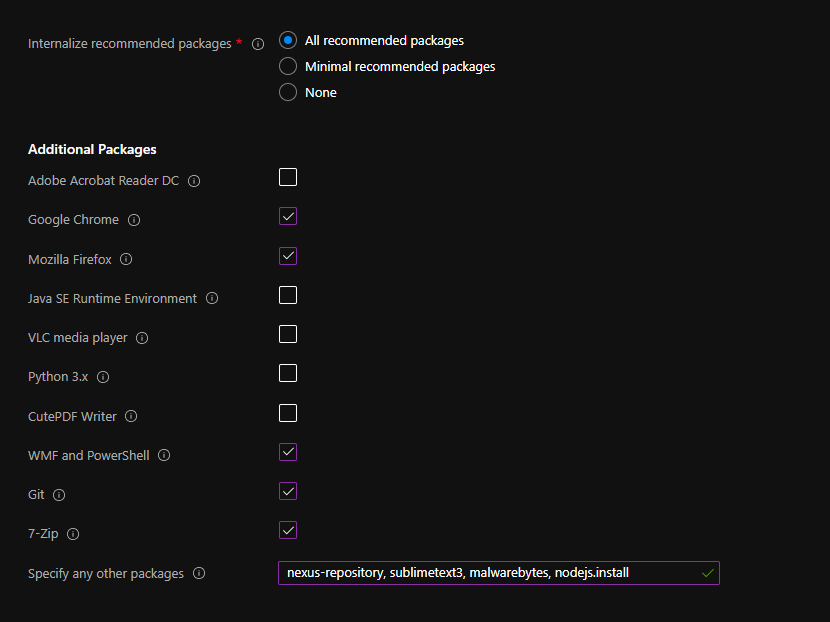 Internalize recommended packages *
All recommended packages
Minimal recommended packages
None
Additional Packages
Adobe Acrobat Reader DC
Google Chrome
Mozilla Firefox
Java SE Runtime Environment
VLC media player
Python 3.x
CutePDF Writer
WMF and PowerShell
Git
7-Zip
Specify any other packages
nexus-repository, sublimetext3, malwarebytes, nodejs.install